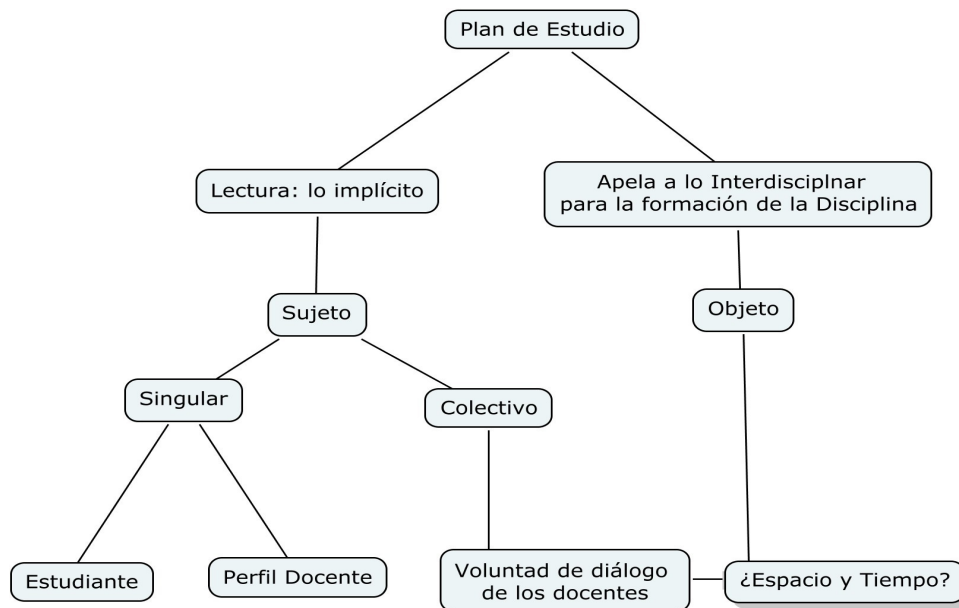 Plan de Estudio
Lectura: lo implícito
Apela a lo Interdisciplnar
para la formación de la Disciplina
Sujeto
Objeto
Singular
Colectivo
Estudiante
Perfil Docente
Voluntad de diálogo
de los docentes
¿Espacio y Tiempo?